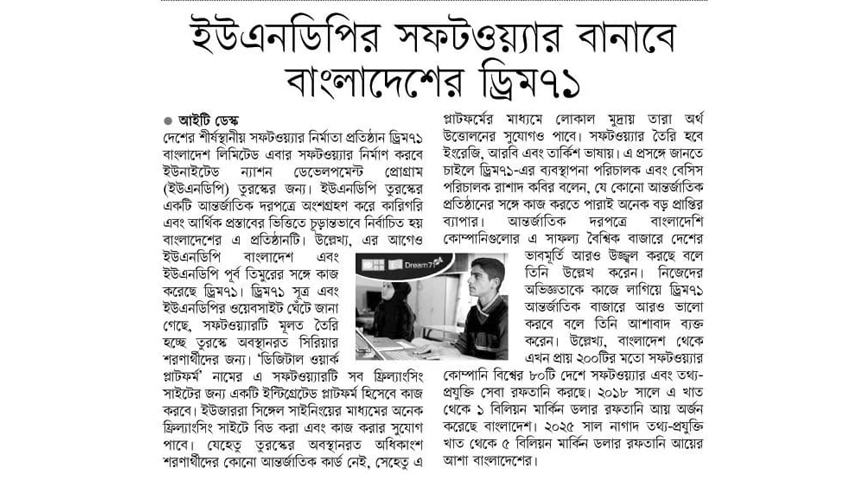 ইউএনডিপির সফটওয়্যার বানাবে
বাংলাদেশের ড্রিম৭১
● আইটি ডেস্ক
দেশের শীর্ষস্থানীয় সফটওয়্যার নির্মাতা প্রতিষ্ঠান ড্রিম৭১
বাংলাদেশ লিমিটেড এবার সফটওয়্যার নির্মাণ করবে
ইউনাইটেড ন্যাশন ডেভেলপমেন্ট প্রোগ্রাম
(ইউএনডিপি) তুরস্কের জন্য। ইউএনডিপি তুরস্কের
একটি আন্তর্জাতিক দরপত্রে অংশগ্রহণ করে কারিগরি
এবং আর্থিক প্রস্তাবের ভিত্তিতে চূড়ান্তভাবে নির্বাচিত হয়
বাংলাদেশের এ প্রতিষ্ঠানটি। উল্লেখ্য, এর আগেও
ইউএনডিপি বাংলাদেশ এবং
ইউএনডিপি পূর্ব তিমুরের সঙ্গে কাজ
করেছে ড্রিম৭১। ড্রিম৭১ সূত্র এবং
ইউএনডিপির ওয়েবসাইট ঘেঁটে জানা
গেছে, সফটওয়্যারটি মূলত তৈরি
হচ্ছে তুরস্কে অবস্থানরত সিরিয়ার
শরণার্থীদের জন্য। ‘ডিজিটাল ওয়ার্ক
প্লাটফর্ম’ নামের এ সফটওয়্যারটি সব ফ্রিল্যান্সিং
সাইটের জন্য একটি ইন্টিগ্রেটেড প্লাটফর্ম হিসেবে কাজ
করবে। ইউজাররা সিঙ্গেল সাইনিংয়ের মাধ্যমের অনেক
ফ্রিল্যাংসিং সাইটে বিড করা এবং কাজ করার সুযোগ
পাবে। যেহেতু তুরস্কের অবস্থানরত অধিকাংশ
শরণার্থীদের কোনো আন্তর্জাতিক কার্ড নেই, সেহেতু এ
প্লাটফর্মের মাধ্যমে লোকাল মুদ্রায় তারা অর্থ
উত্তোলনের সুযোগও পাবে। সফটওয়্যার তৈরি হবে
ইংরেজি, আরবি এবং তার্কিশ ভাষায়। এ প্রসঙ্গে জানতে
চাইলে ড্রিম৭১-এর ব্যবস্থাপনা পরিচালক এবং বেসিস
পরিচালক রাশাদ কবির বলেন, যে কোনো আন্তর্জাতিক
প্রতিষ্ঠানের সঙ্গে কাজ করতে পারাই অনেক বড় প্রাপ্তির
ব্যাপার। আন্তর্জাতিক দরপত্রে বাংলাদেশি
কোম্পানিগুলোর এ সাফল্য বৈশ্বিক বাজারে দেশের
ভাবমূর্তি আরও উজ্জ্বল করছে বলে
তিনি উল্লেখ করেন। নিজেদের
অভিজ্ঞতাকে কাজে লাগিয়ে ড্রিম৭১
আন্তর্জাতিক বাজারে আরও ভালো
করবে বলে তিনি আশাবাদ ব্যক্ত
করেন। উল্লেখ্য, বাংলাদেশ থেকে
এখন প্রায় ২০০টির মতো সফটওয়্যার
কোম্পানি বিশ্বের ৮০টি দেশে সফটওয়্যার এবং তথ্য-
প্রযুক্তি সেবা রফতানি করছে। ২০১৮ সালে এ খাত
থেকে ১ বিলিয়ন মার্কিন ডলার রফতানি আয় অর্জন
করেছে বাংলাদেশ। ২০২৫ সাল নাগাদ তথ্য-প্রযুক্তি
খাত থেকে ৫ বিলিয়ন মার্কিন ডলার রফতানি আয়ের
আশা বাংলাদেশের।
Dream71